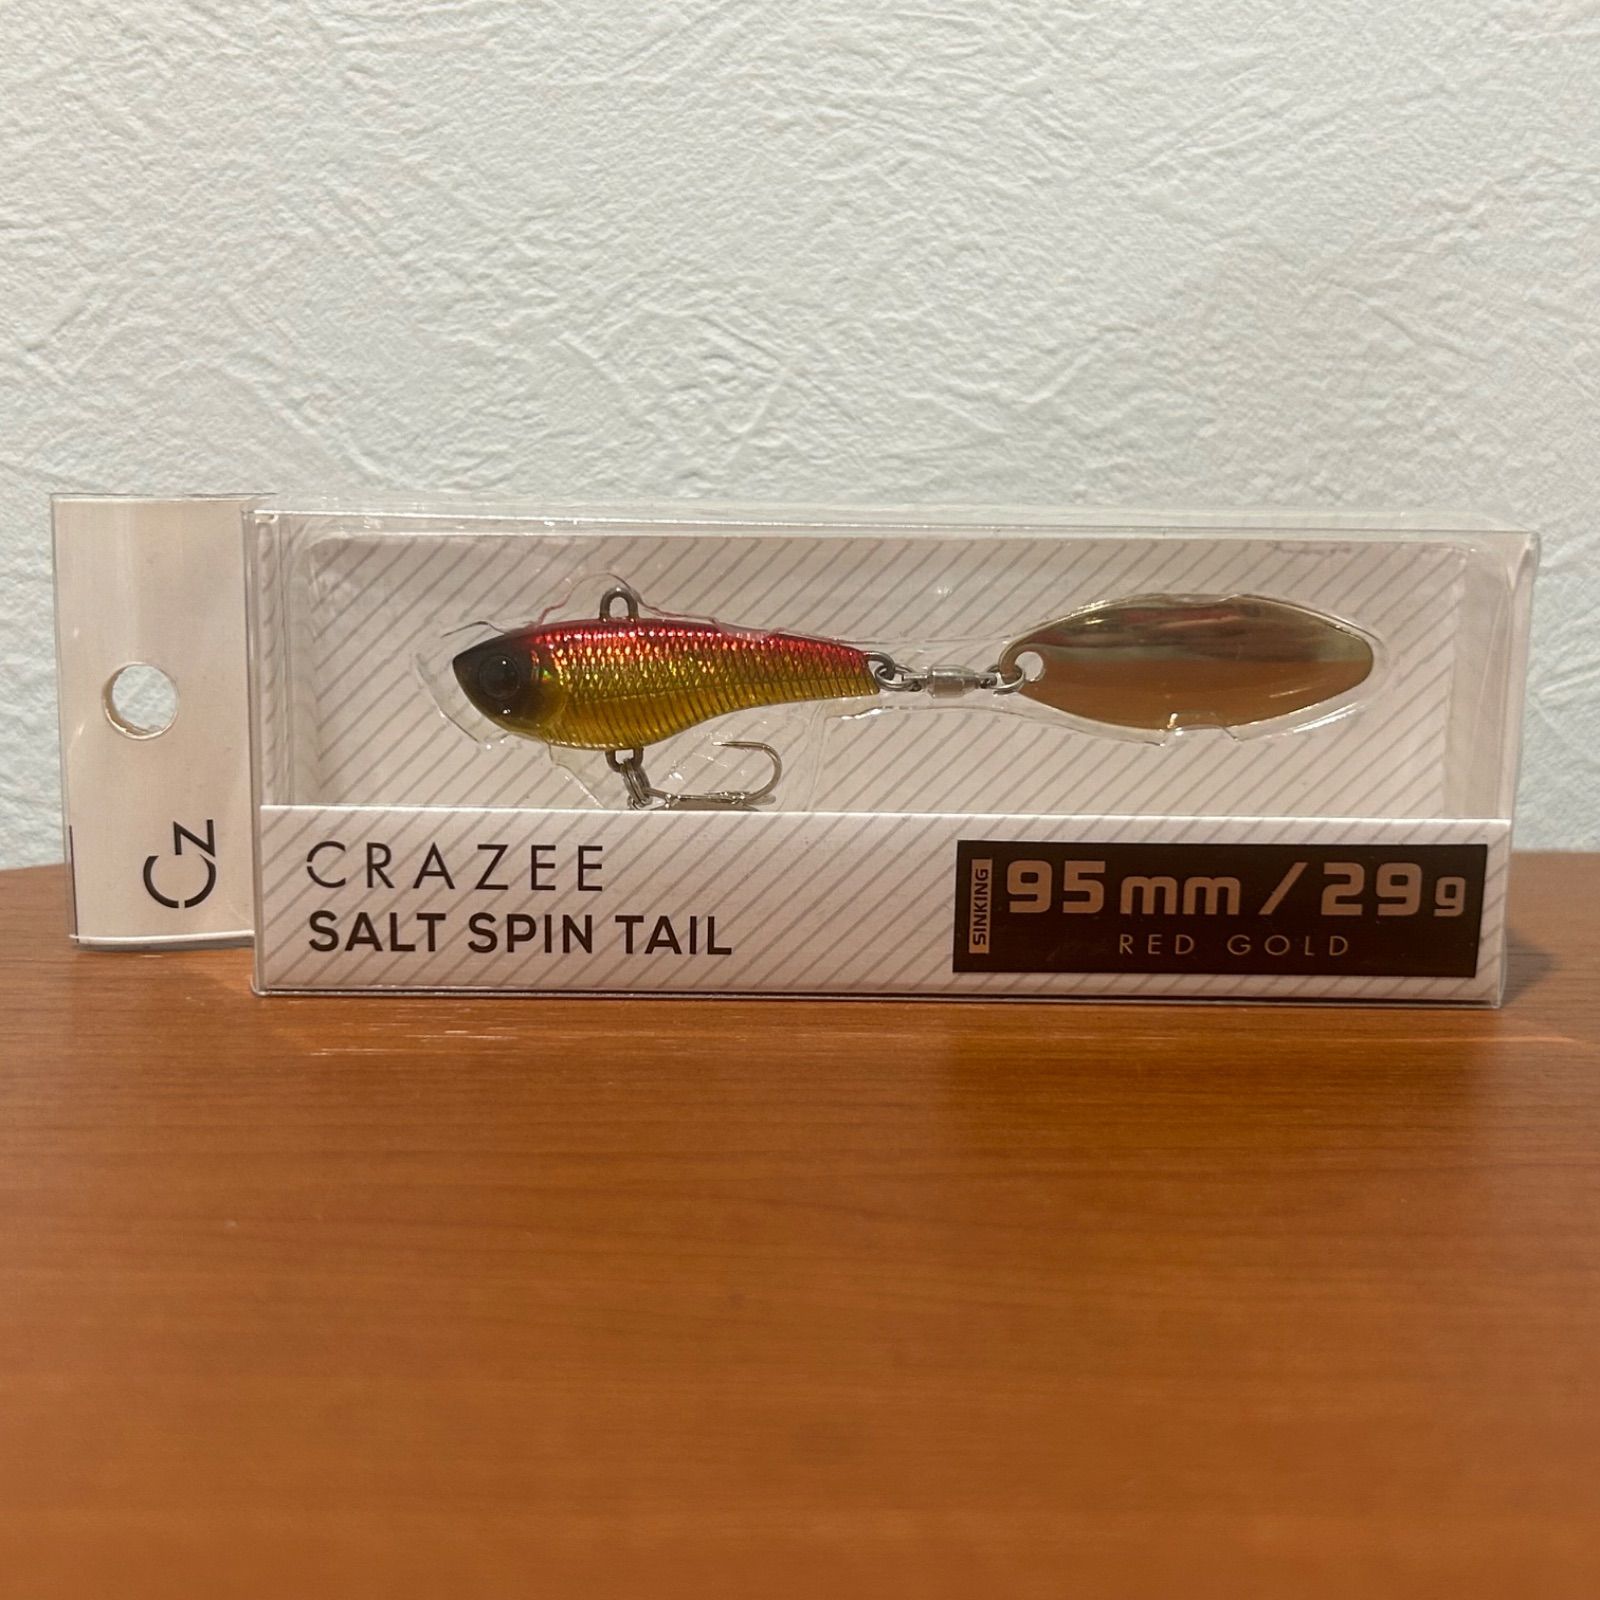 Cz
CRAZEE
SALT SPIN TAIL
SINKING
95mm/29g
RED GOLD